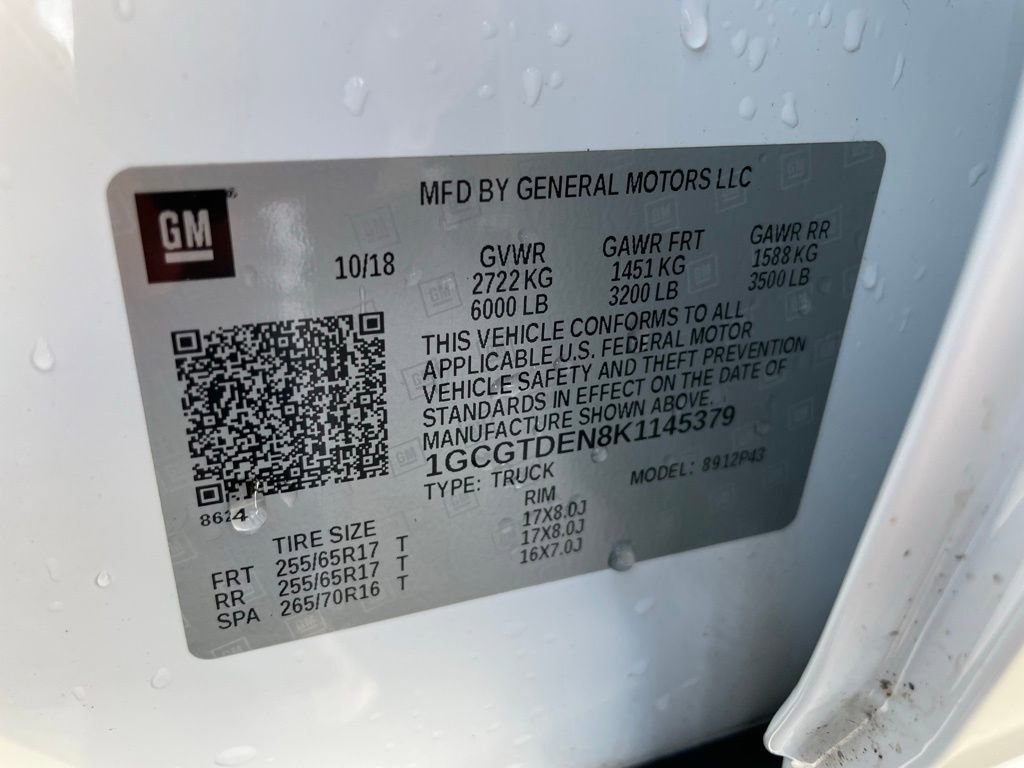 GM
MFD BY GENERAL MOTORS LLC
10/18
GVWR
2722 KG
6000 LB
GAWR FRT
1451 KG
3200 LB
GAWR RR
1588 KG
3500 LB
THIS VEHICLE CONFORMS TO ALL
APPLICABLE U.S. FEDERAL MOTOR
VEHICLE SAFETY AND THEFT PREVENTION
STANDARDS IN EFFECT ON THE DATE OF
MANUFACTURE SHOWN ABOVE.
1GCGTDEN8K1145379
TYPE: TRUCK
MODEL: 8912P43
8624
TIRE SIZE
RIM
FRT 255/65R17 T 17X8.0J
RR 255/65R17 T 17X8.0J
SPA 265/70R16 T 16X7.0J